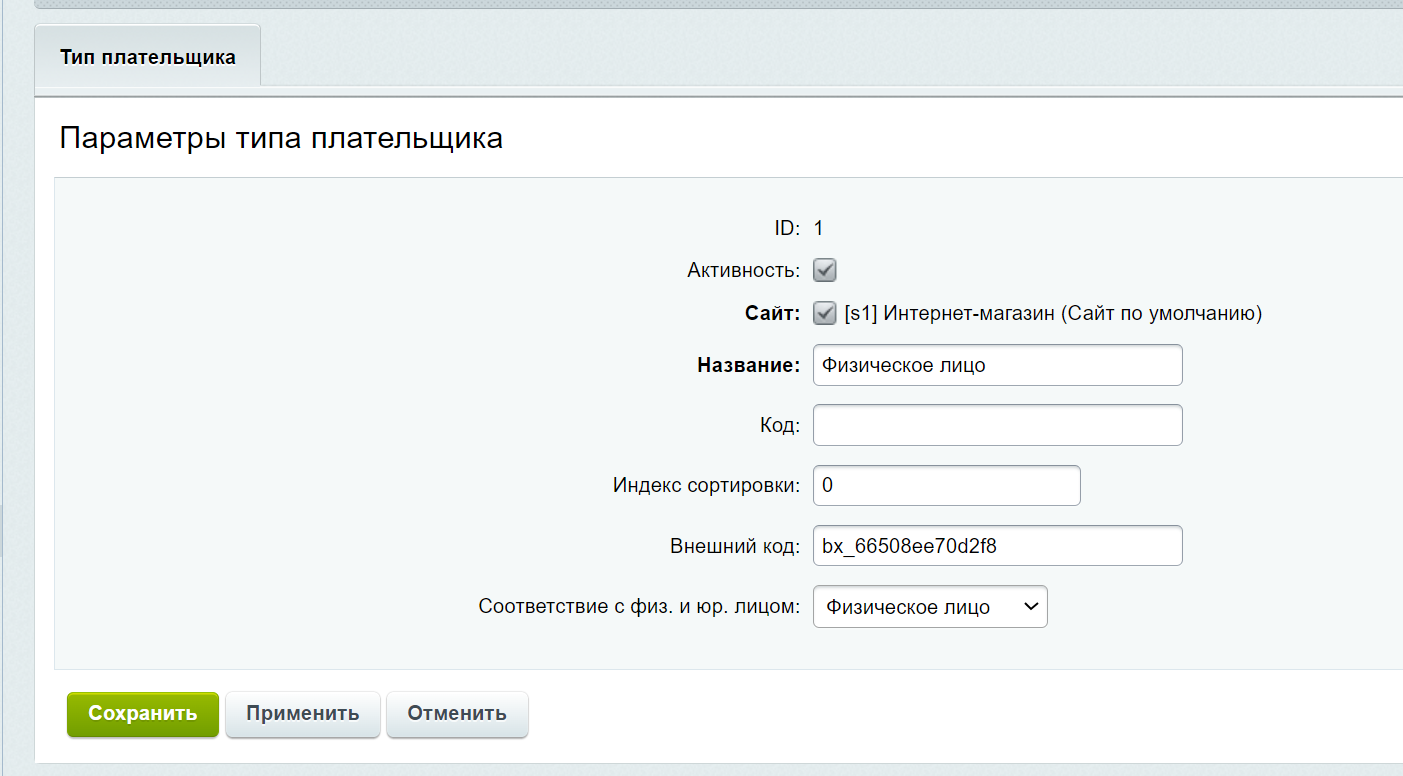 Тип плательщика
Параметры типа плательщика
ID: 1
Активность:
Сайт: [s1] Интернет-магазин (Сайт по умолчанию)
Название: Физическое лицо
Код:
Индекс сортировки: 0
Внешний код: bx_66508ee70d2f8
Соответствие с физ. и юр. лицом: Физическое лицо
Сохранить Применить Отменить